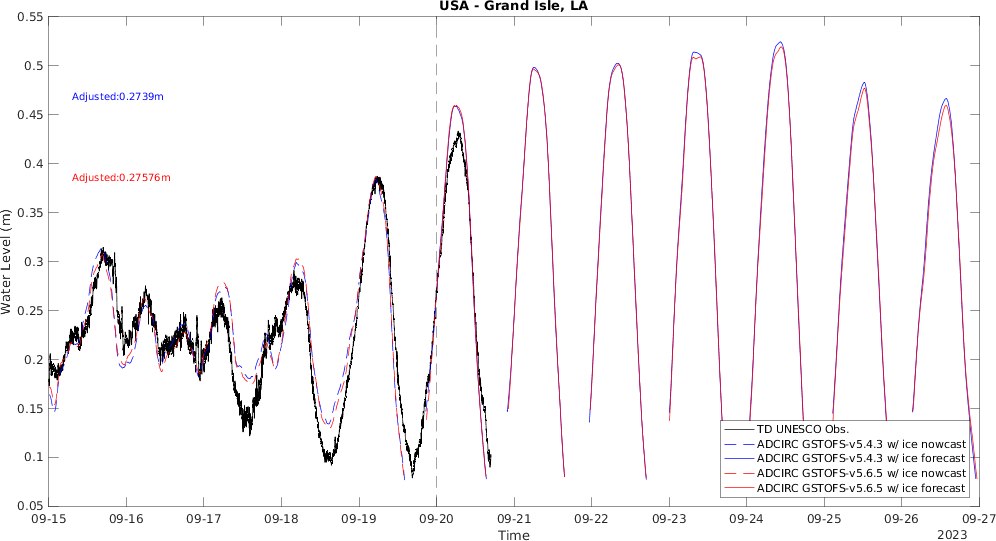 USA - Grand Isle, LA
0.55
0.5
0.45
0.4
0.35
0.3
0.25
0.2
0.15
0.1
0.05
Water Level (m)
Adjusted:0.2739m
Adjusted:0.27576m
TD UNESCO Obs.
ADCIRC GSTOFS-v5.4.3 w/ ice nowcast
ADCIRC GSTOFS-v5.4.3 w/ ice forecast
ADCIRC GSTOFS-v5.6.5 w/ ice nowcast
ADCIRC GSTOFS-v5.6.5 w/ ice forecast
09-15 09-16 09-17 09-18 09-19 09-20 09-21 09-22 09-23 09-24 09-25 09-26 09-27
Time
2023